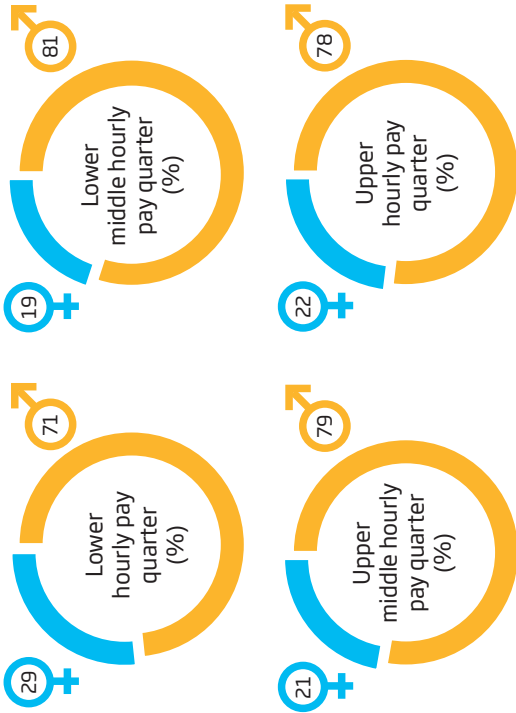 19
81
Lower
middle hourly
pay quarter
(%)
22
78
Upper
hourly pay
quarter
(%)
29
71
Lower
hourly pay
quarter
(%)
21
79
Upper
middle hourly
pay quarter
(%)